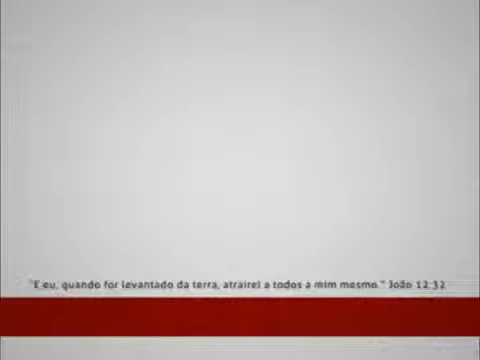 "E eu, quando for levantado da terra, atrairei a todos a mim mesmo." João 12:32